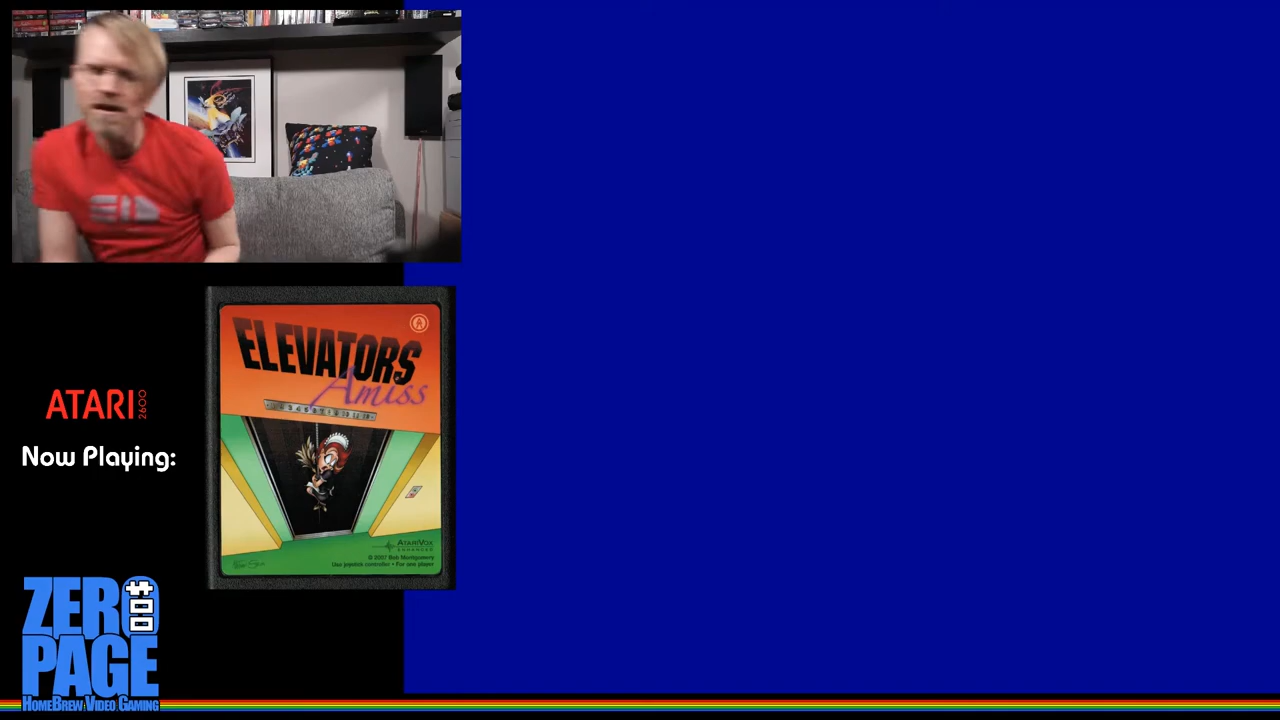 ELEVATORS
Amiss
A
ATARIVOX
ENHANCED
© 2007 Bob Montgomery
Use joystick controller • For one player
ATARI 2600
Now Playing:
ZERO
PAGE
HOMEBREW VIDEO GAMING